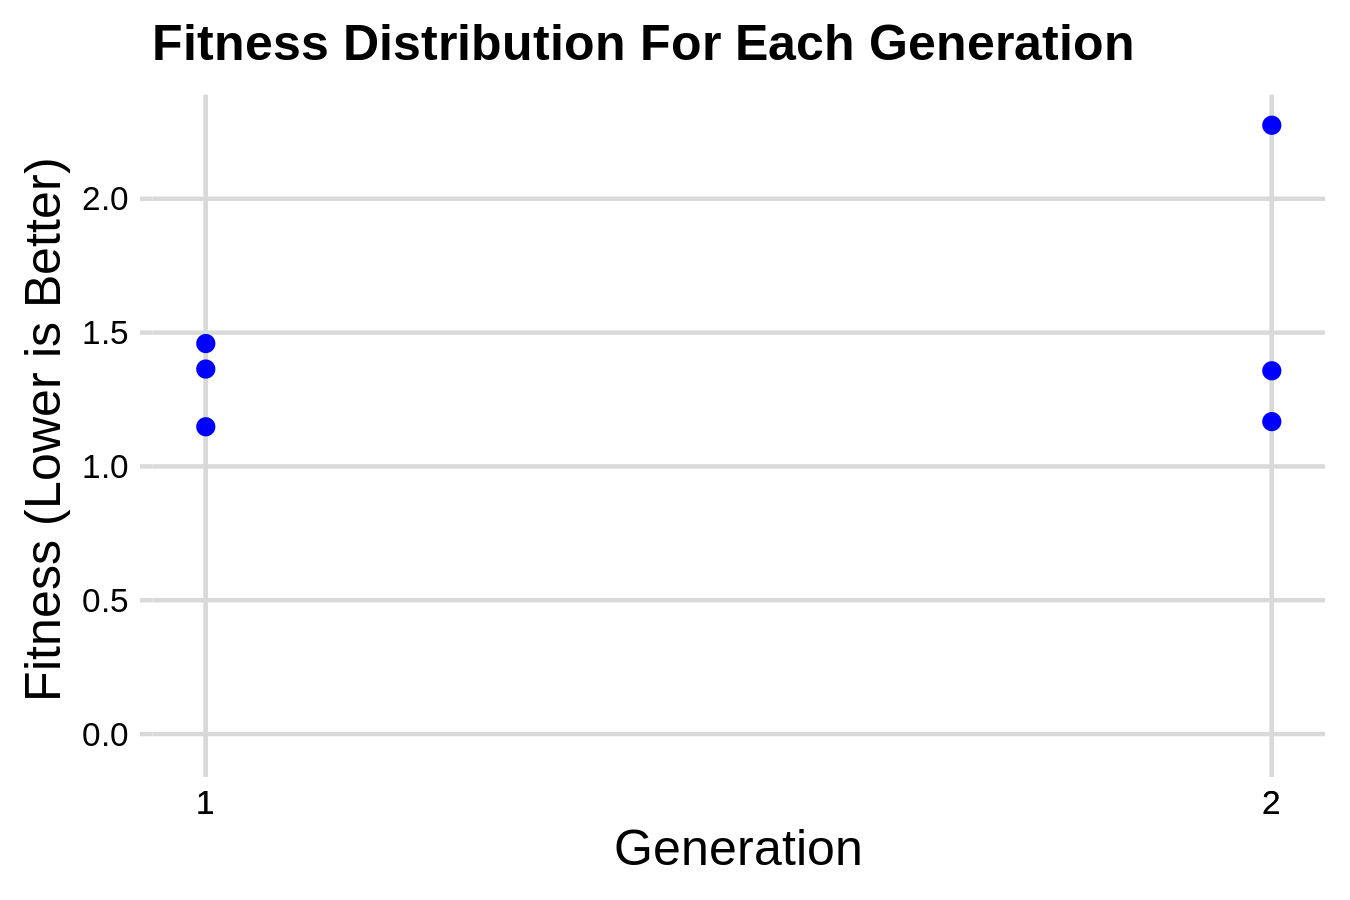 Fitness Distribution For Each Generation
Fitness (Lower is Better)
2.0
1.5
1.0
0.5
0.0
1 2
Generation